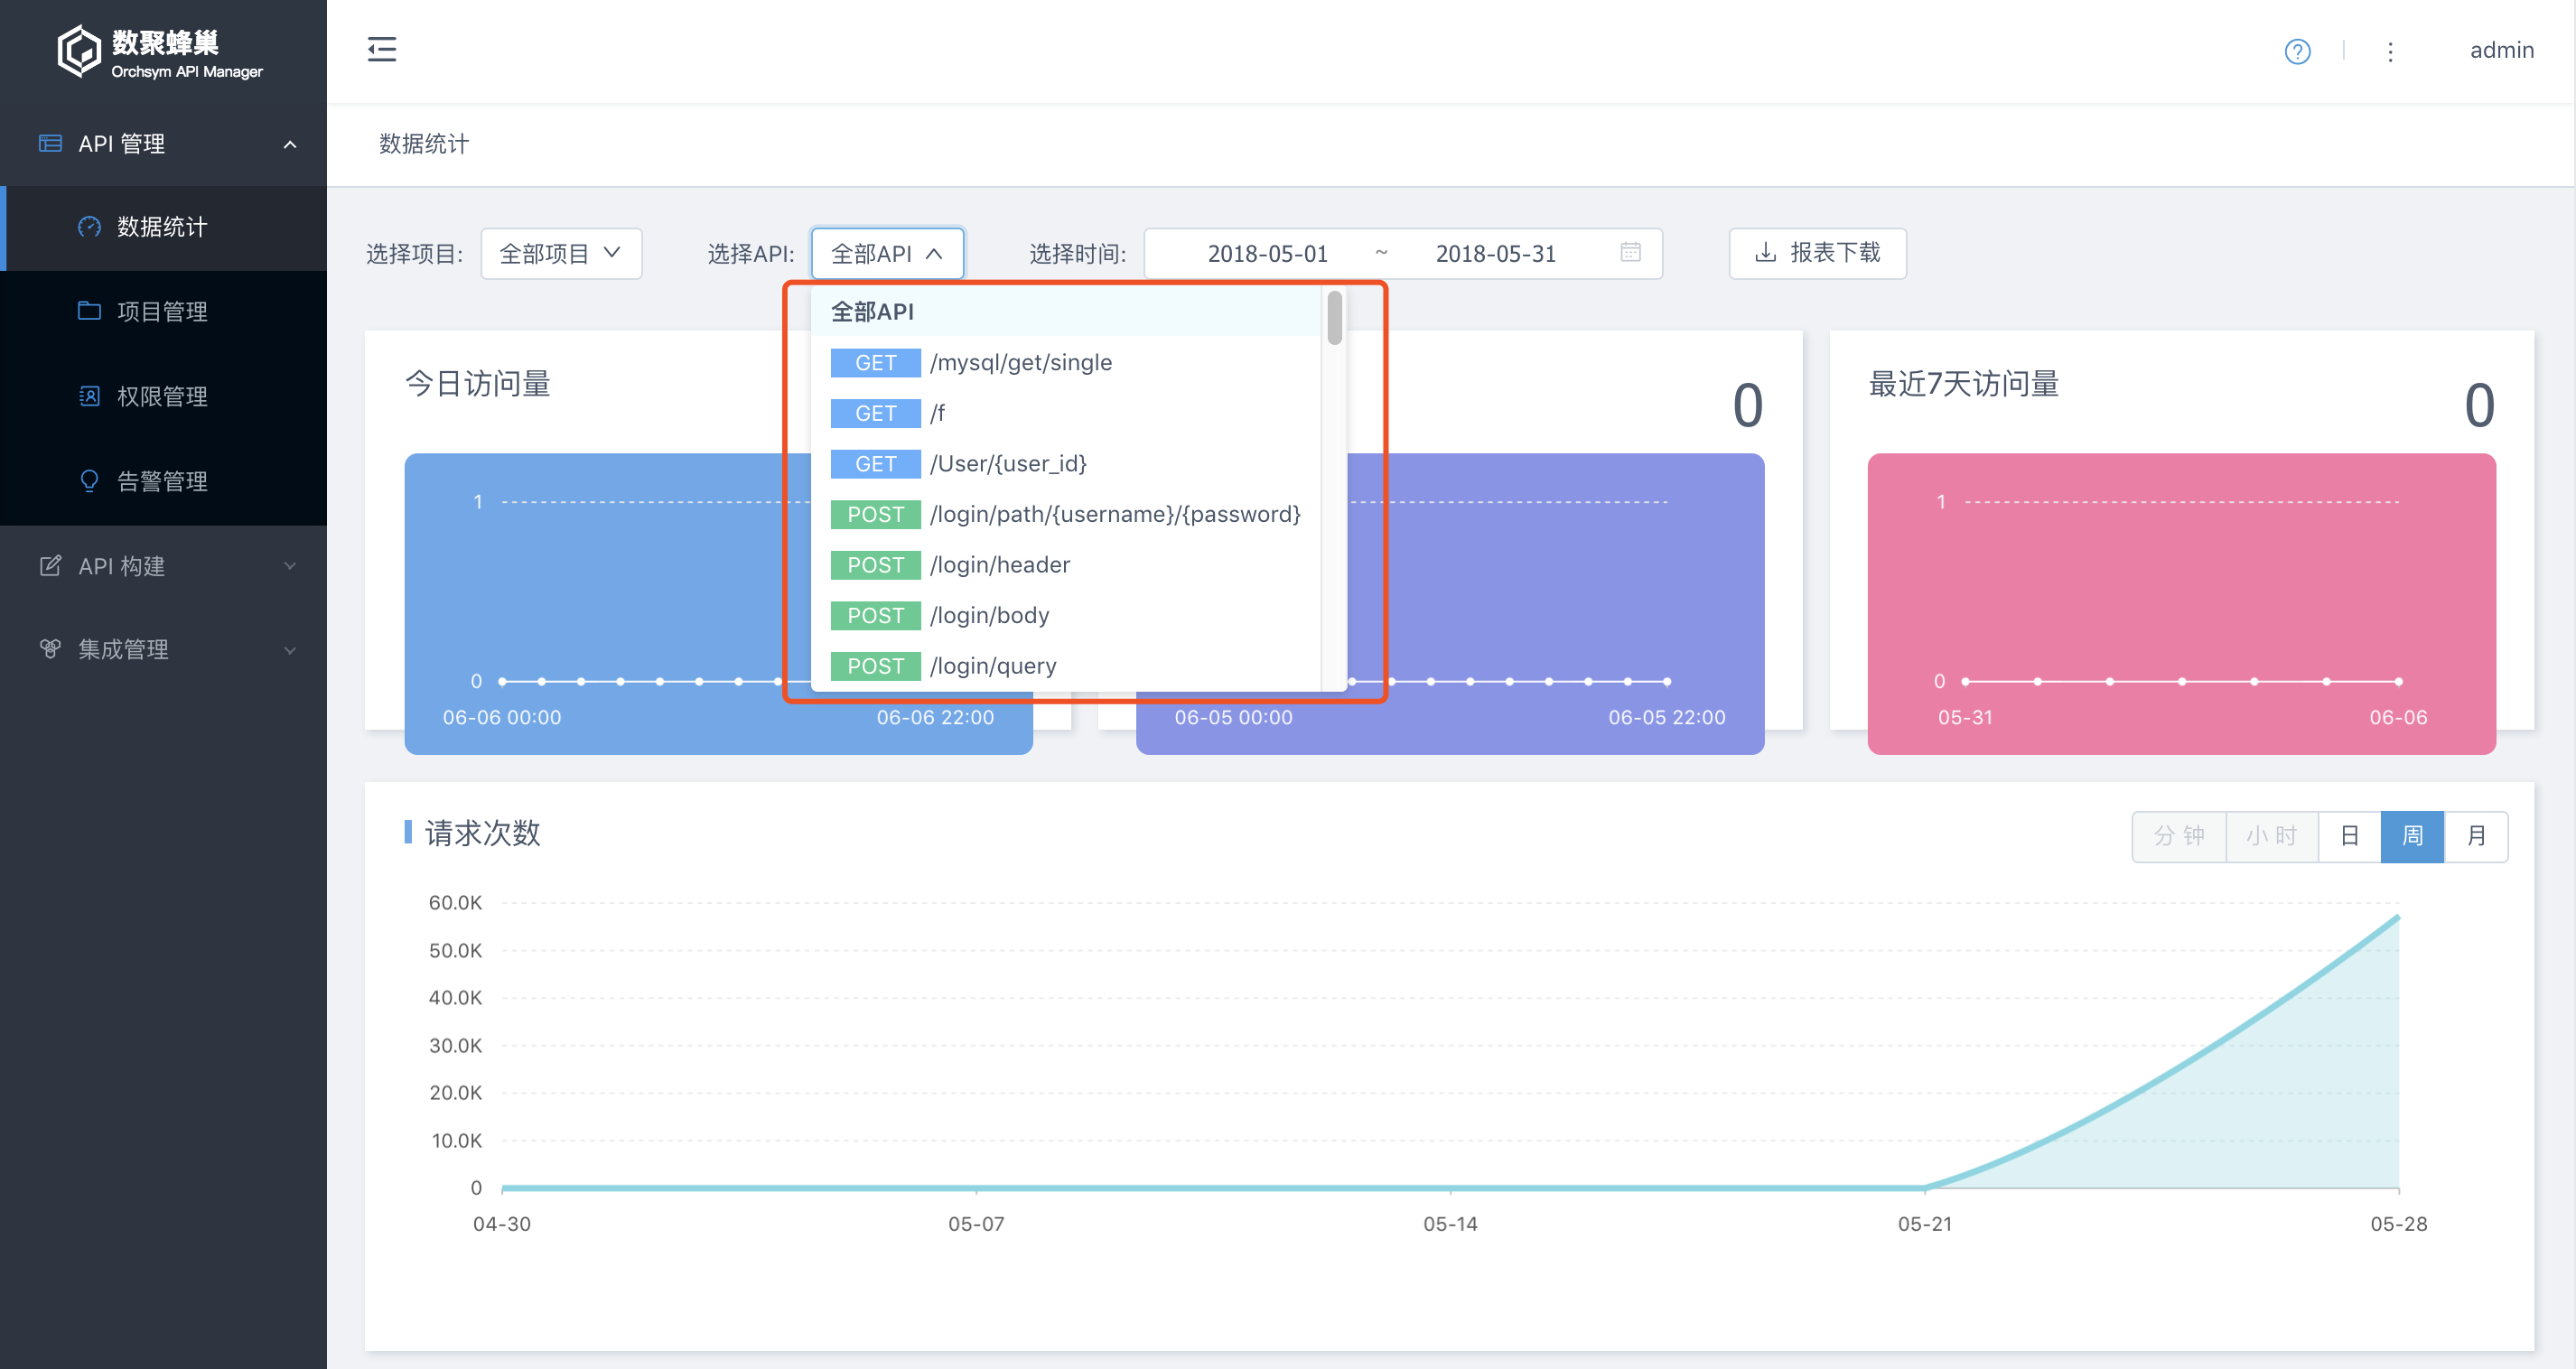 数聚蜂巢
Orchsym API Manager
admin
API 管理
数据统计
项目管理
权限管理
告警管理
API 构建
集成管理
数据统计
选择项目: 全部项目 选择API: 全部API 选择时间: 2018-05-01 ~ 2018-05-31 报表下载
全部API
GET /mysql/get/single
GET /f
GET /User/{user_id}
POST /login/path/{username}/{password}
POST /login/header
POST /login/body
POST /login/query
今日访问量
1
0
06-06 00:00 06-06 22:00
0
06-05 00:00 06-05 22:00
最近7天访问量
0
1
0
05-31 06-06
请求次数
分钟 小时 日 周 月
60.0K
50.0K
40.0K
30.0K
20.0K
10.0K
0
04-30 05-07 05-14 05-21 05-28